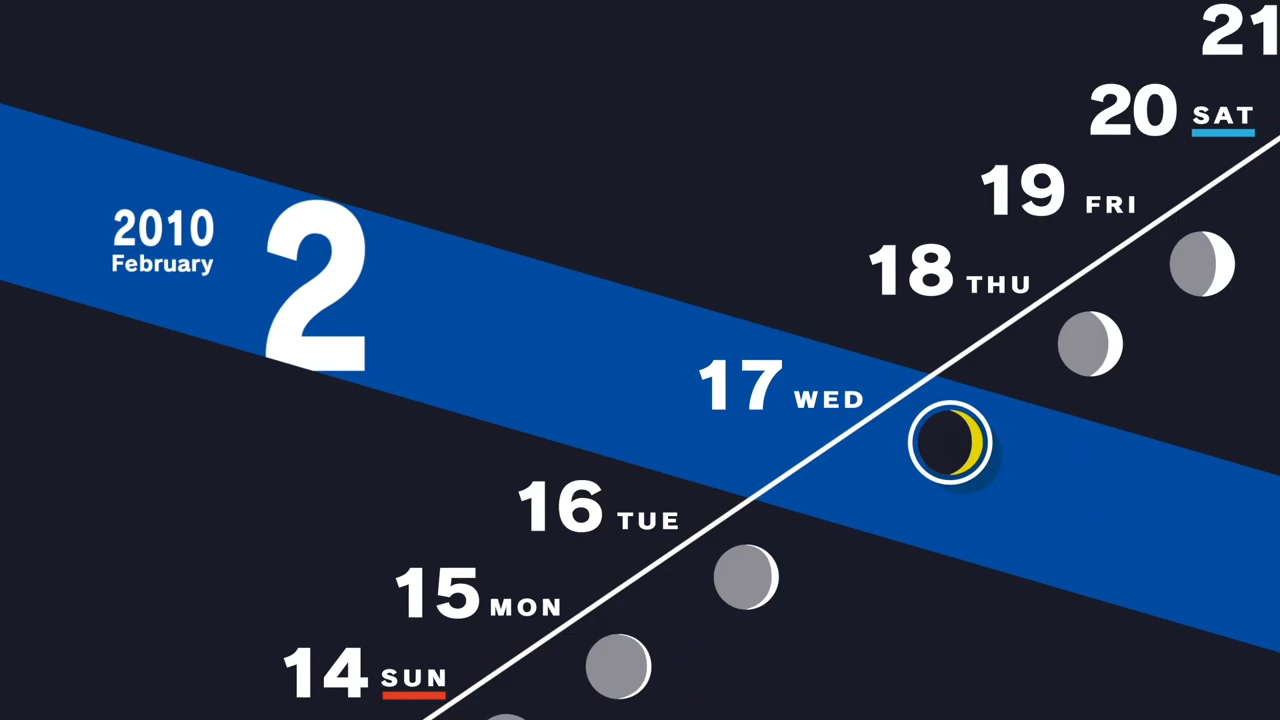 21
20 SAT
19 FRI
18 THU
2010
February
2
17 WED
16 TUE
15 MON
14 SUN